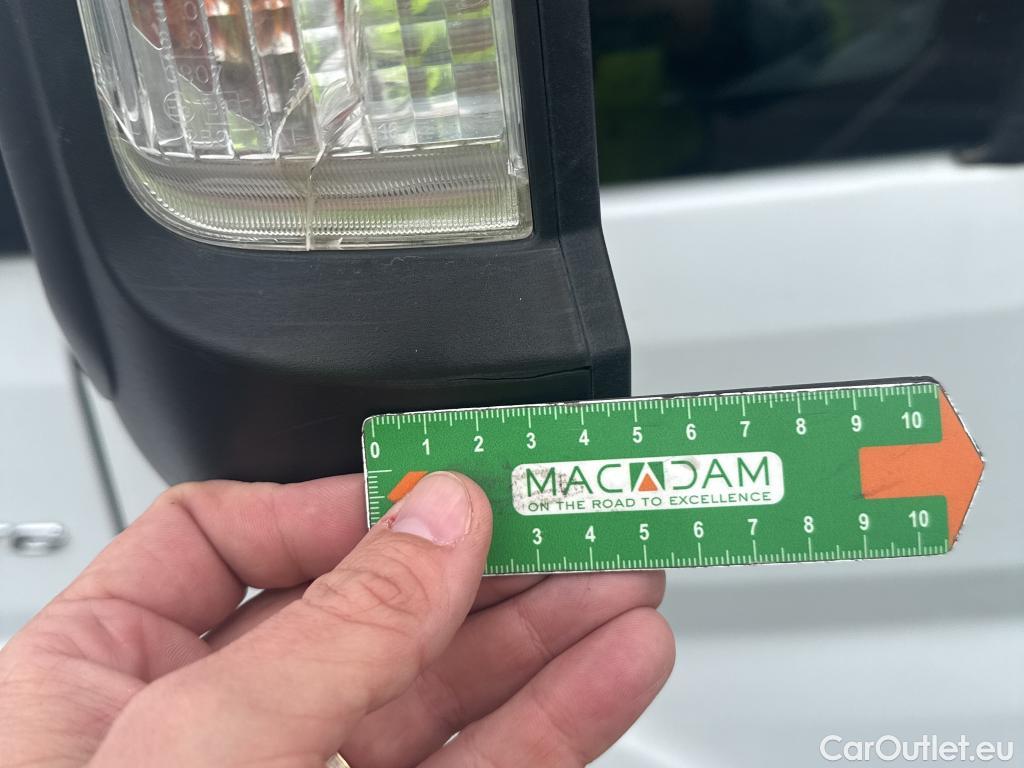 0 1 2 3 4 5 6 7 8 9 10
MACADAM
ON THE ROAD TO EXCELLENCE
3 4 5 6 7 8 9 10
CarOutlet.eu